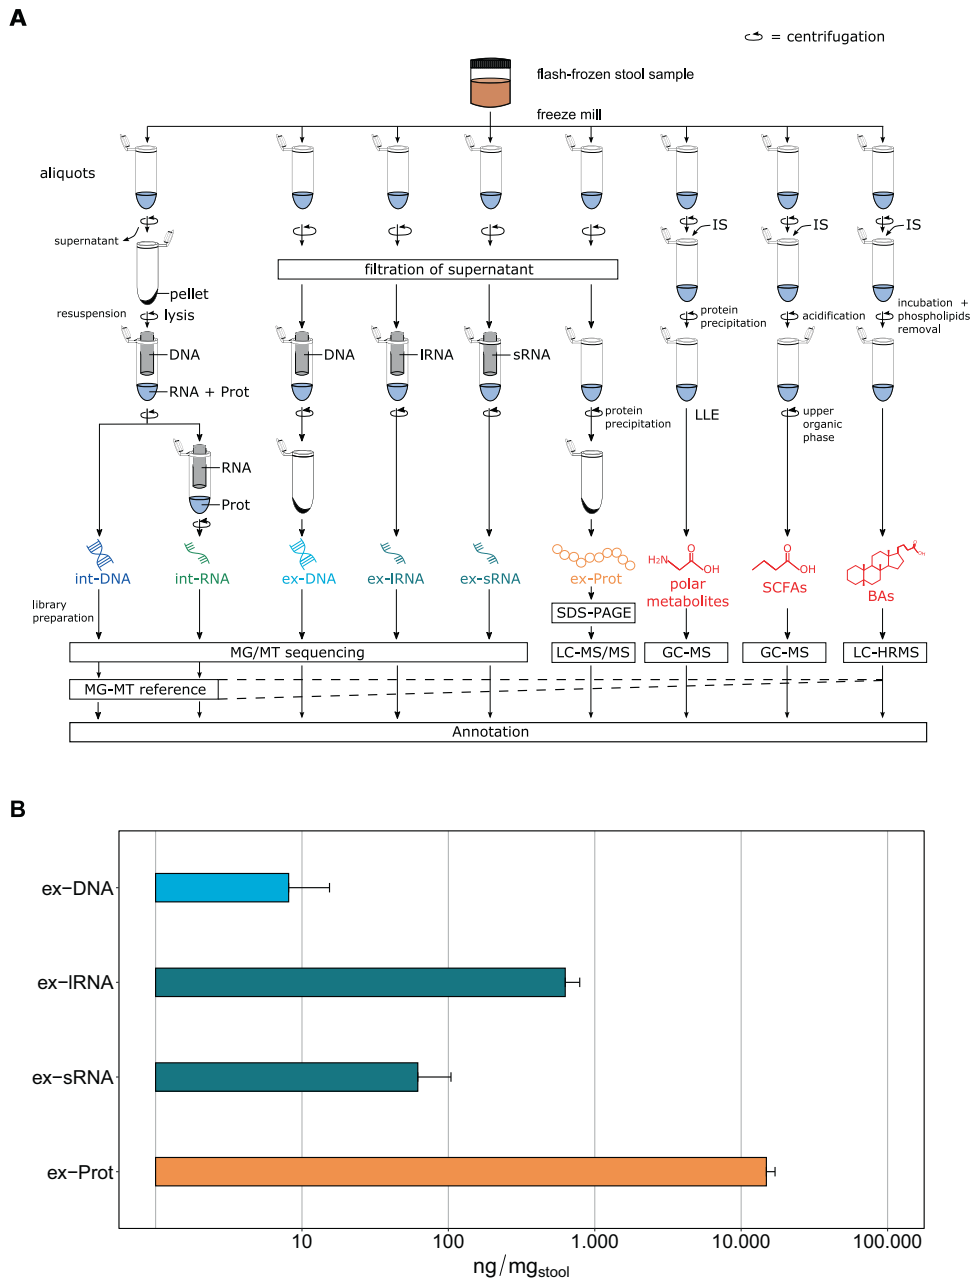 A
= centrifugation
flash-frozen stool sample
freeze mill
aliquots
supernatant
IS
IS
IS
filtration of supernatant
pellet
resuspension
lysis
protein
precipitation
acidification
incubation +
phospholipids
removal
DNA
DNA
lRNA
sRNA
RNA + Prot
protein
precipitation
LLE
upper
organic
phase
RNA
Prot
H₂N
O
OH
O
OH
O
OH
int-DNA
int-RNA
ex-DNA
ex-lRNA
ex-sRNA
ex-Prot
polar
metabolites
SCFAs
BAs
library
preparation
SDS-PAGE
MG/MT sequencing
LC-MS/MS
GC-MS
GC-MS
LC-HRMS
MG-MT reference
Annotation
B
ex-DNA
ex-lRNA
ex-sRNA
ex-Prot
10
100
1.000
10.000
100.000
ng/mgstool